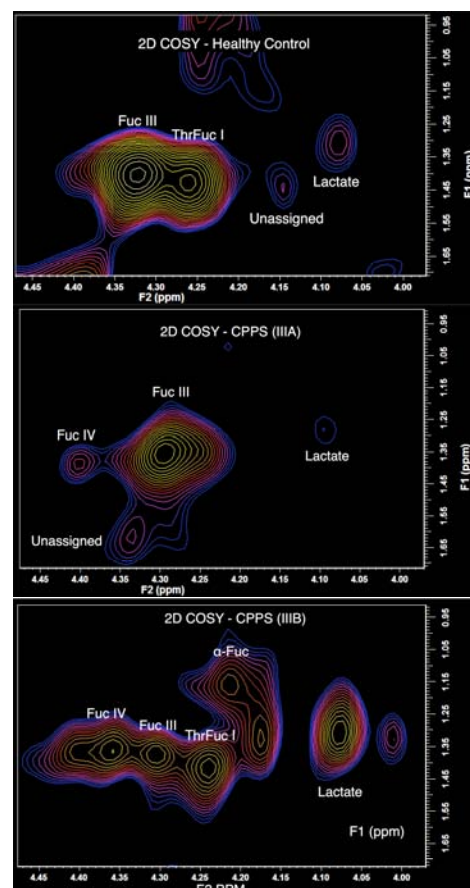 2D COSY - Healthy Control
Fuc III
ThrFuc I
Lactate
Unassigned
0.95
1.05
1.15
1.25
1.35
1.45
1.55
1.65
F1 (ppm)
4.45 4.40 4.35 4.30 4.25 4.20 4.15 4.10 4.05 4.00
F2 (ppm)
2D COSY - CPPS (IIIA)
Fuc III
Fuc IV
Lactate
Unassigned
0.95
1.05
1.15
1.25
1.35
1.45
1.55
1.65
F1 (ppm)
4.45 4.40 4.35 4.30 4.25 4.20 4.15 4.10 4.05 4.00
F2 (ppm)
2D COSY - CPPS (IIIB)
α-Fuc
Fuc IV
Fuc III
ThrFuc I
Lactate
F1 (ppm)
0.95
1.05
1.15
1.25
1.35
1.45
1.55
1.65
4.45 4.40 4.35 4.30 4.25 4.20 4.15 4.10 4.05 4.00
F2 PPM